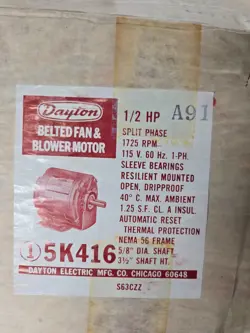 Dayton
BELTED FAN &
BLOWER MOTOR
1/2 HP A91
SPLIT PHASE
1725 RPM
115 V. 60 Hz. 1-PH.
SLEEVE BEARINGS
RESILIENT MOUNTED
OPEN, DRIPPROOF
40° C. MAX. AMBIENT
1.25 S.F. CL. A INSUL.
AUTOMATIC RESET
THERMAL PROTECTION
NEMA 56 FRAME
5/8" DIA. SHAFT
3½" SHAFT HT.
① 5K416
DAYTON ELECTRIC MFG. CO. CHICAGO 60648
S63CZZ